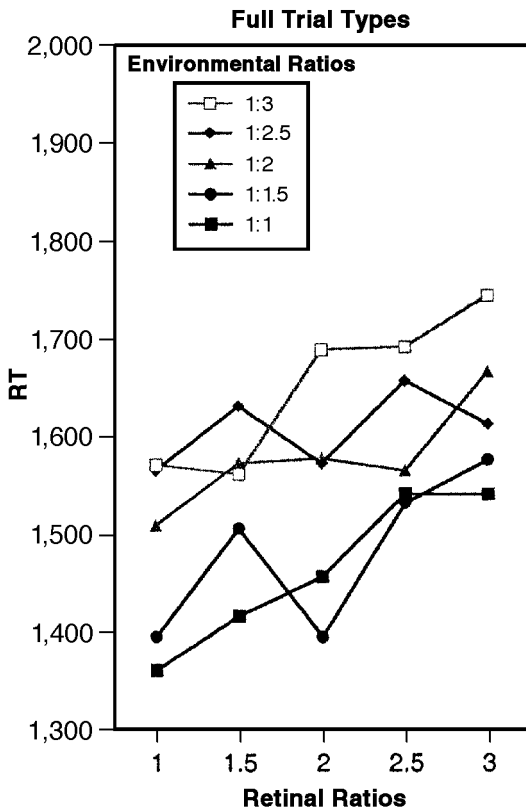 Full Trial Types
2,000
Environmental Ratios
1:3
1:2.5
1:2
1:1.5
1:1
1,900
1,800
1,700
RT
1,600
1,500
1,400
1,300
1 1.5 2 2.5 3
Retinal Ratios